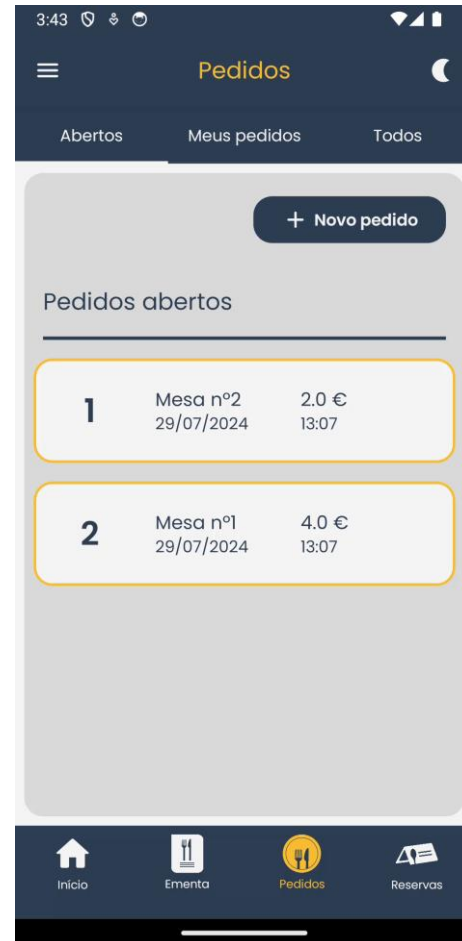 3:43
Pedidos
Abertos Meus pedidos Todos
+ Novo pedido
Pedidos abertos
1 Mesa nº2 2.0 €
29/07/2024 13:07
2 Mesa nº1 4.0 €
29/07/2024 13:07
Início Ementa Pedidos Reservas